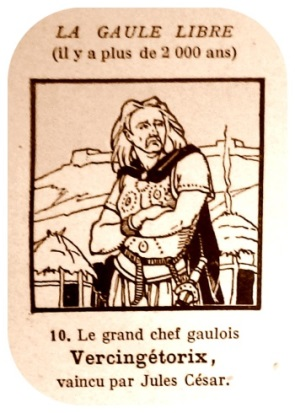 LA GAULE LIBRE
(il y a plus de 2 000 ans)
10. Le grand chef gaulois
Vercingétorix,
vaincu par Jules César.